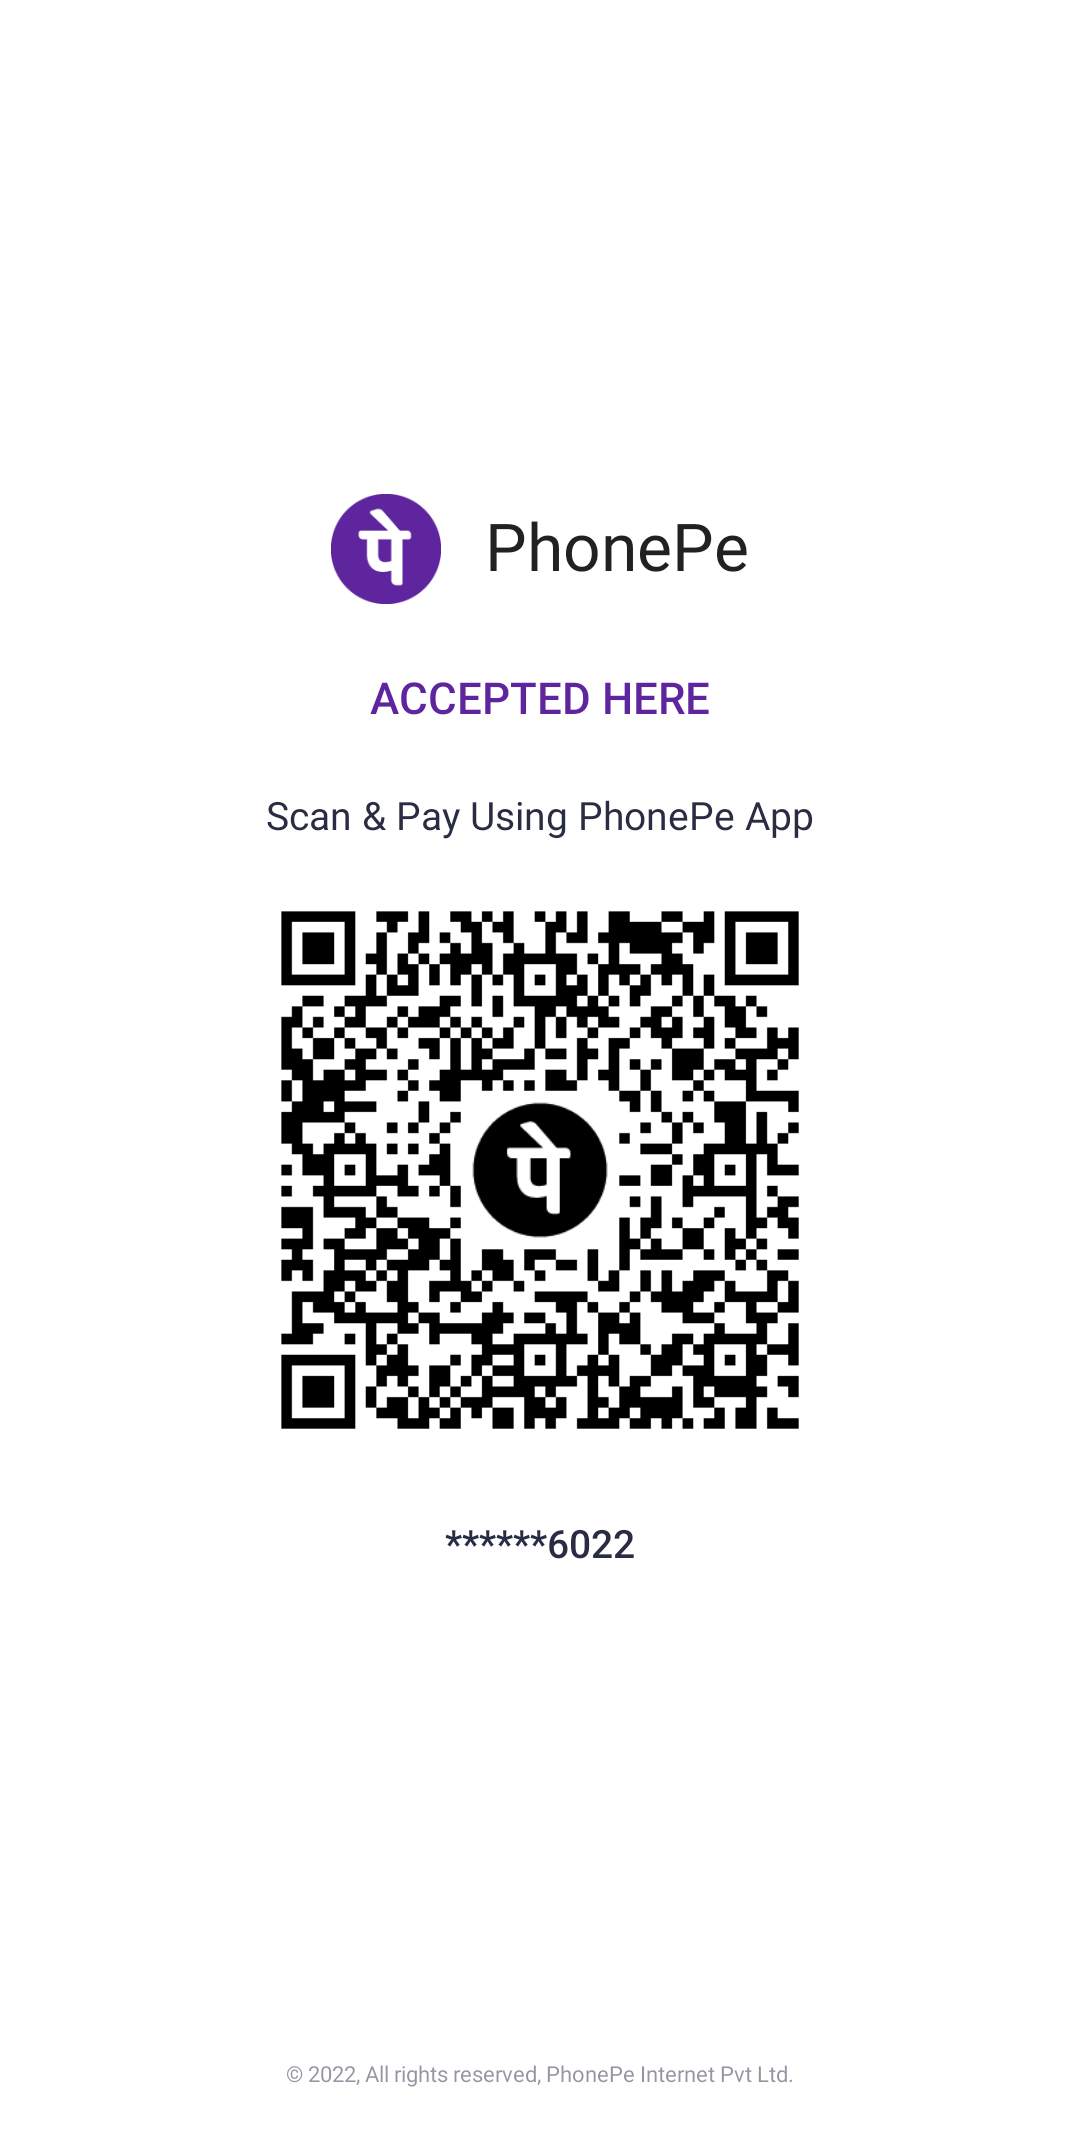 पे PhonePe
ACCEPTED HERE
Scan & Pay Using PhonePe App
पे
******6022
© 2022, All rights reserved, PhonePe Internet Pvt Ltd.